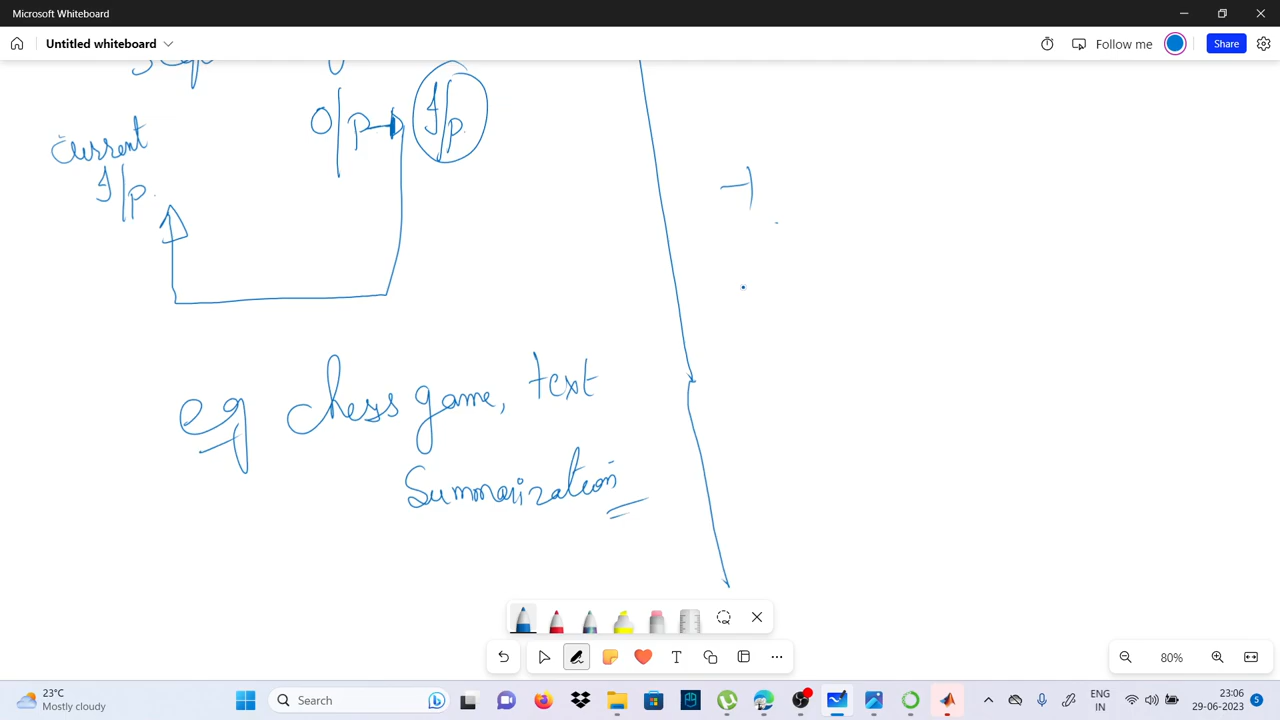 Microsoft Whiteboard
Untitled whiteboard
Follow me
Share
O/p
I/p.
Current
I/p.
eg chess game, text
Summarization
80%
23°C
Mostly cloudy
Search
ENG
IN
23:06
29-06-2023
5